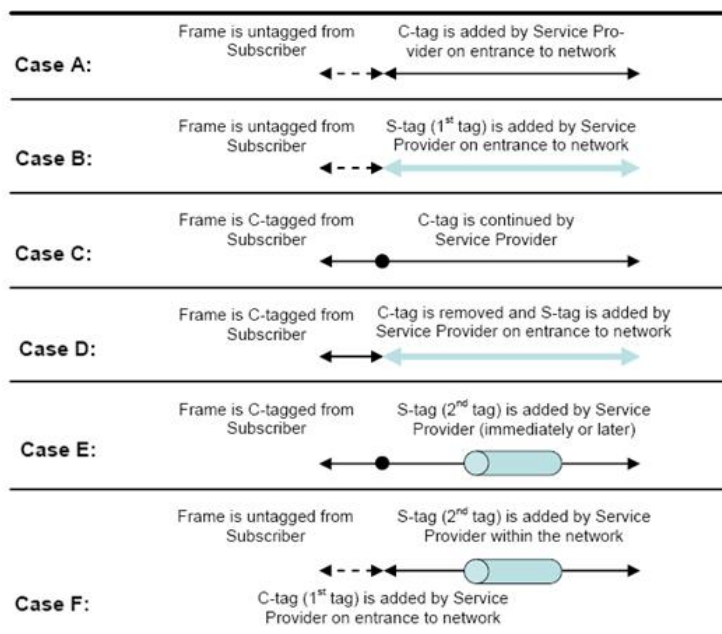 Frame is untagged from
Subscriber
C-tag is added by Service Pro-
vider on entrance to network
Case A:
Frame is untagged from
Subscriber
S-tag (1st tag) is added by Service
Provider on entrance to network
Case B:
Frame is C-tagged from
Subscriber
C-tag is continued by
Service Provider
Case C:
Frame is C-tagged from
Subscriber
C-tag is removed and S-tag is added by
Service Provider on entrance to network
Case D:
Frame is C-tagged from
Subscriber
S-tag (2nd tag) is added by Service
Provider (immediately or later)
Case E:
Frame is untagged from
Subscriber
S-tag (2nd tag) is added by Service
Provider within the network
Case F:
C-tag (1st tag) is added by Service
Provider on entrance to network